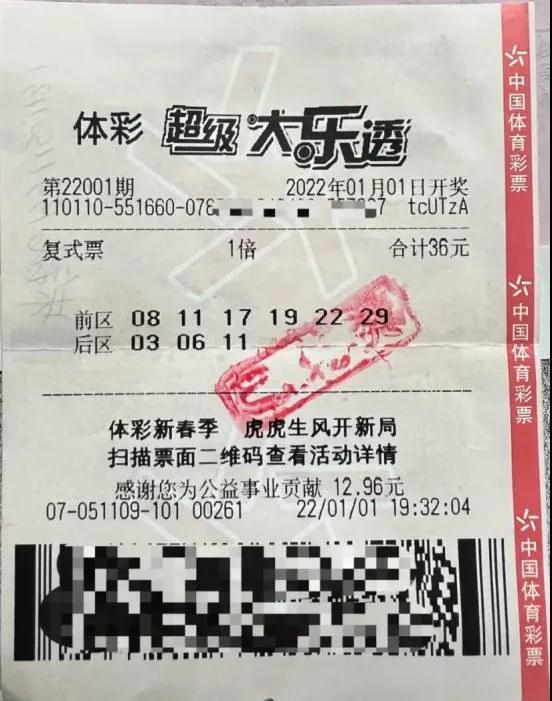 体彩 超级大乐透
第22001期 2022年01月01日开奖
110110-551660-078 tcUTzA
复式票 1倍 合计36元
前区 08 11 17 19 22 29
后区 03 06 11
体彩新春季 虎虎生风开新局
扫描票面二维码查看活动详情
感谢您为公益事业贡献 12.96元
07-051109-101 00261 22/01/01 19:32:04
中国体育彩票
中国体育彩票
中国体育彩票